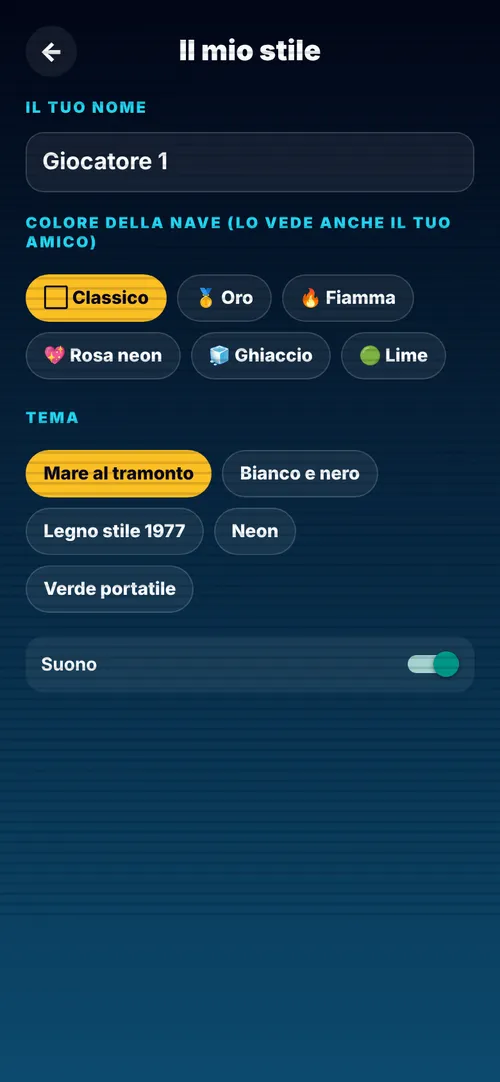 Il mio stile
IL TUO NOME
Giocatore 1
COLORE DELLA NAVE (LO VEDE ANCHE IL TUO
AMICO)
Classico
🥇 Oro
🔥 Fiamma
💖 Rosa neon
🧊 Ghiaccio
🟢 Lime
TEMA
Mare al tramonto
Bianco e nero
Legno stile 1977
Neon
Verde portatile
Suono